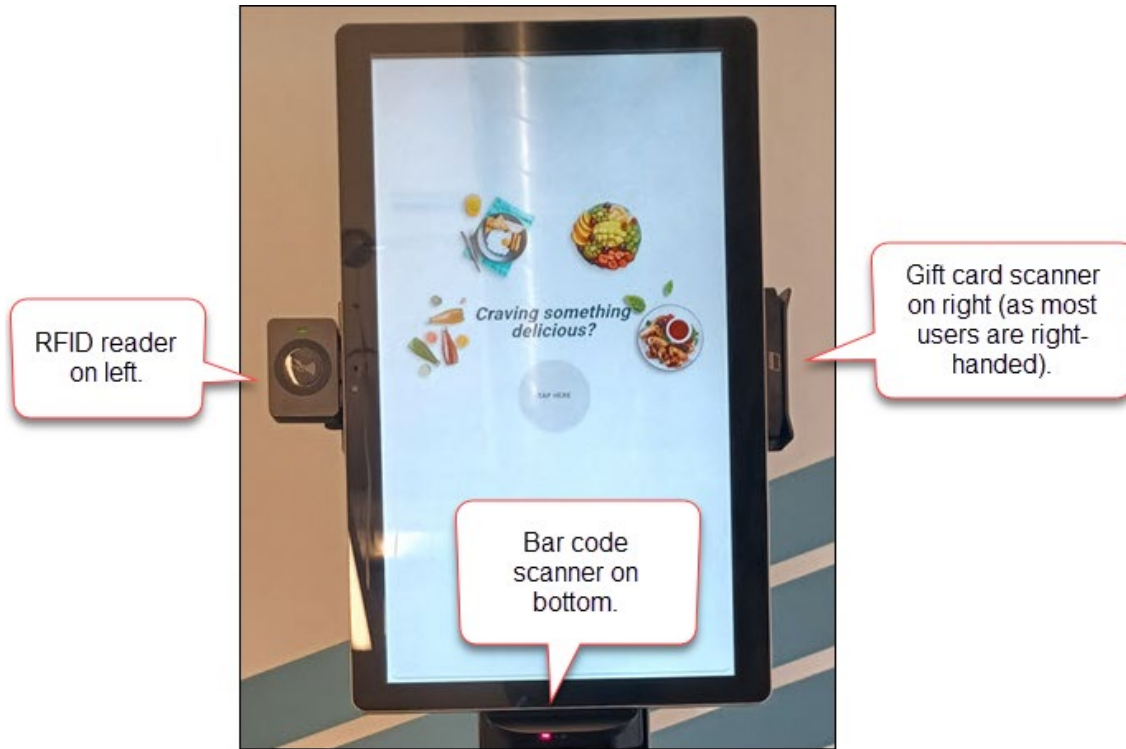 Craving something
delicious?
TAP HERE
RFID reader
on left.
Gift card scanner
on right (as most
users are right-
handed).
Bar code
scanner on
bottom.